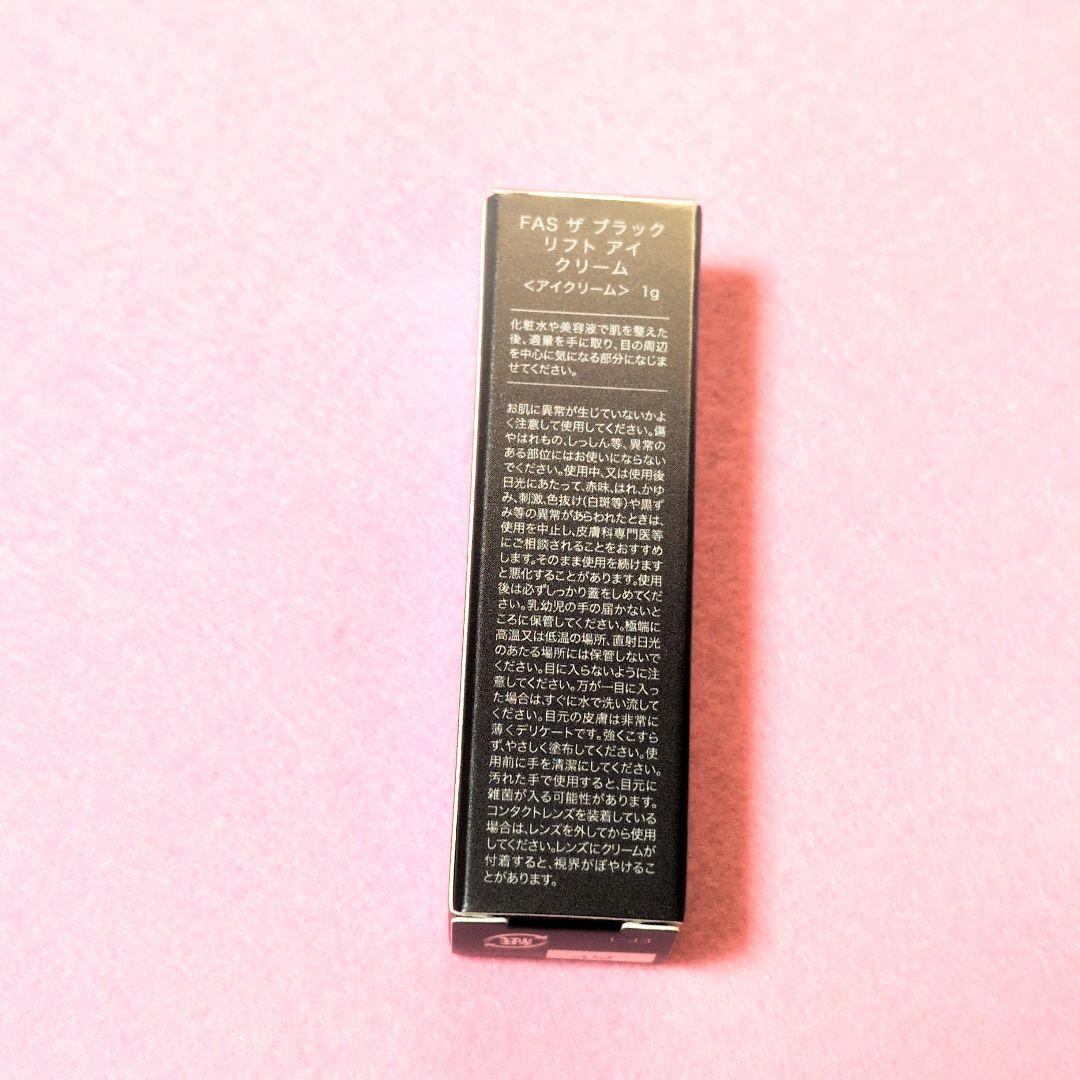 FAS ザ ブラック
リフト アイ
クリーム
＜アイクリーム＞ 1g
化粧水や美容液で肌を整えた
後、適量を手に取り、目の周辺
を中心に気になる部分になじま
せてください。
お肌に異常が生じていないかよ
く注意して使用してください。傷
やはれもの、しっしん等、異常の
ある部位にはお使いにならない
でください。使用中、又は使用後
日光にあたって、赤味、はれ、かゆ
み、刺激、色抜け(白斑等)や黒ず
み等の異常があらわれたときは、
使用を中止し、皮膚科専門医等
にご相談されることをおすすめ
します。そのまま使用を続けます
と悪化することがあります。使用
後は必ずしっかり蓋をしめてくだ
さい。乳幼児の手の届かないと
ころに保管してください。極端に
高温又は低温の場所、直射日光
のあたる場所には保管しないで
ください。目に入らないように注
意してください。万が一目に入っ
た場合は、すぐに水で洗い流して
ください。目元の皮膚は非常に
薄くデリケートです。強くこすら
ず、やさしく塗布してください。使
用前に手を清潔にしてください。
汚れた手で使用すると、目元に
雑菌が入る可能性があります。
コンタクトレンズを装着している
場合は、レンズを外してから使用
してください。レンズにクリームが
付着すると、視界がぼやけるこ
とがあります。